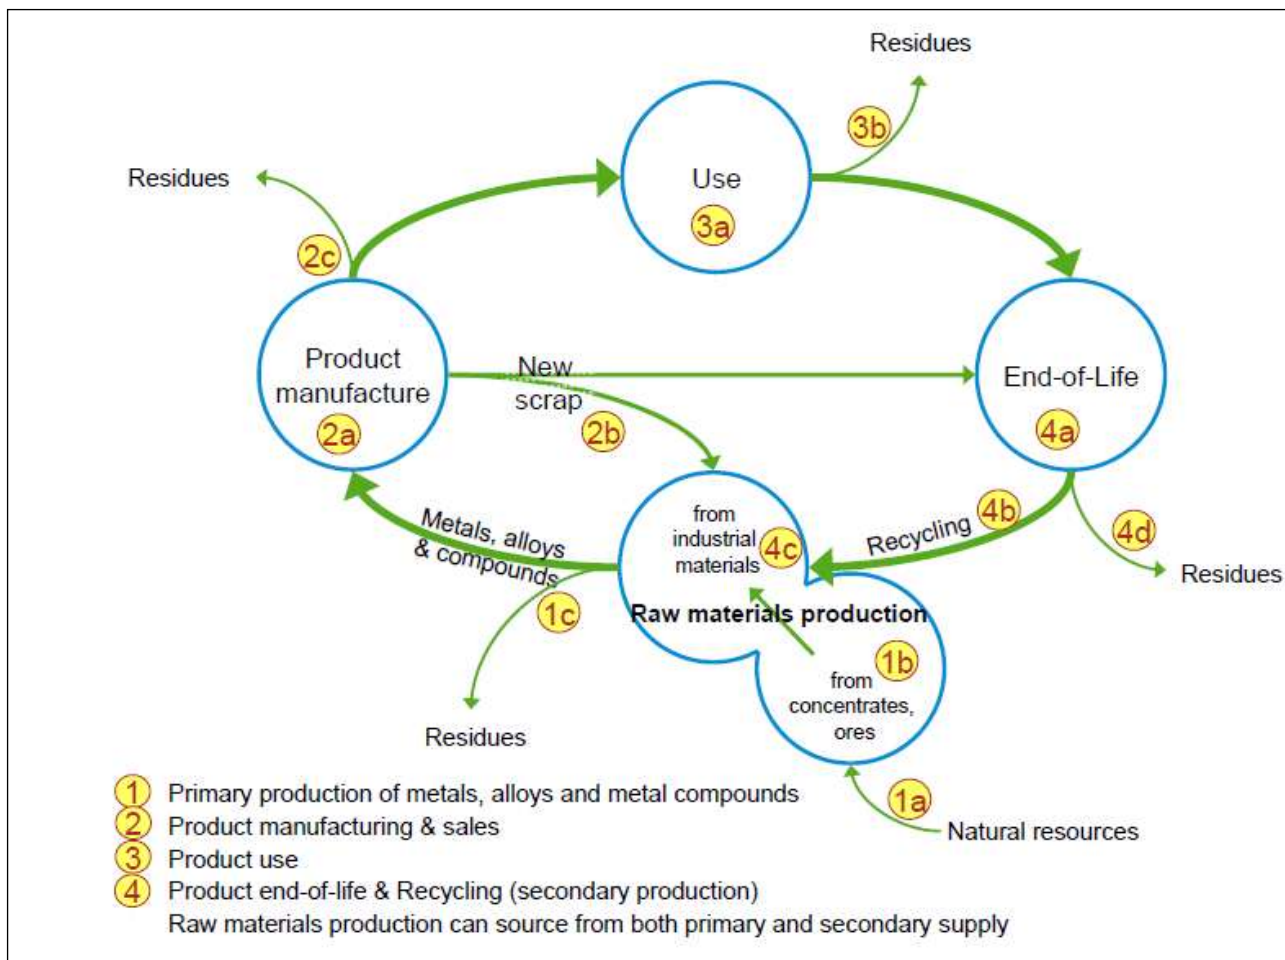 Residues
3b
Residues
Use
3a
2c
Product
manufacture
2a
New
scrap
2b
End-of-Life
4a
Metals, alloys
& compounds
1c
from
industrial
materials
4c
Recycling
4b
4d
Residues
Raw materials production
1b
from
concentrates,
ores
Residues
1a
Natural resources
1 Primary production of metals, alloys and metal compounds
2 Product manufacturing & sales
3 Product use
4 Product end-of-life & Recycling (secondary production)
Raw materials production can source from both primary and secondary supply